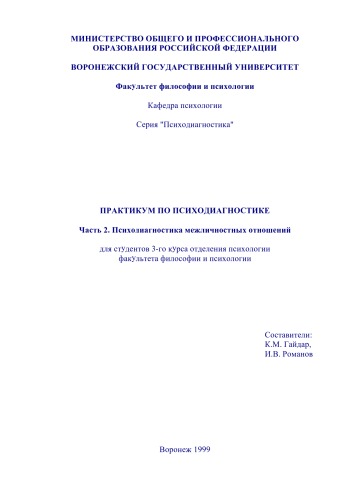 МИНИСТЕРСТВО ОБЩЕГО И ПРОФЕССИОНАЛЬНОГО
ОБРАЗОВАНИЯ РОССИЙСКОЙ ФЕДЕРАЦИИ
ВОРОНЕЖСКИЙ ГОСУДАРСТВЕННЫЙ УНИВЕРСИТЕТ
Факультет философии и психологии
Кафедра психологии
Серия "Психодиагностика"
ПРАКТИКУМ ПО ПСИХОДИАГНОСТИКЕ
Часть 2. Психодиагностика межличностных отношений
для студентов 3-го курса отделения психологии
факультета философии и психологии
Составители:
К.М. Гайдар,
И.В. Романов
Воронеж 1999